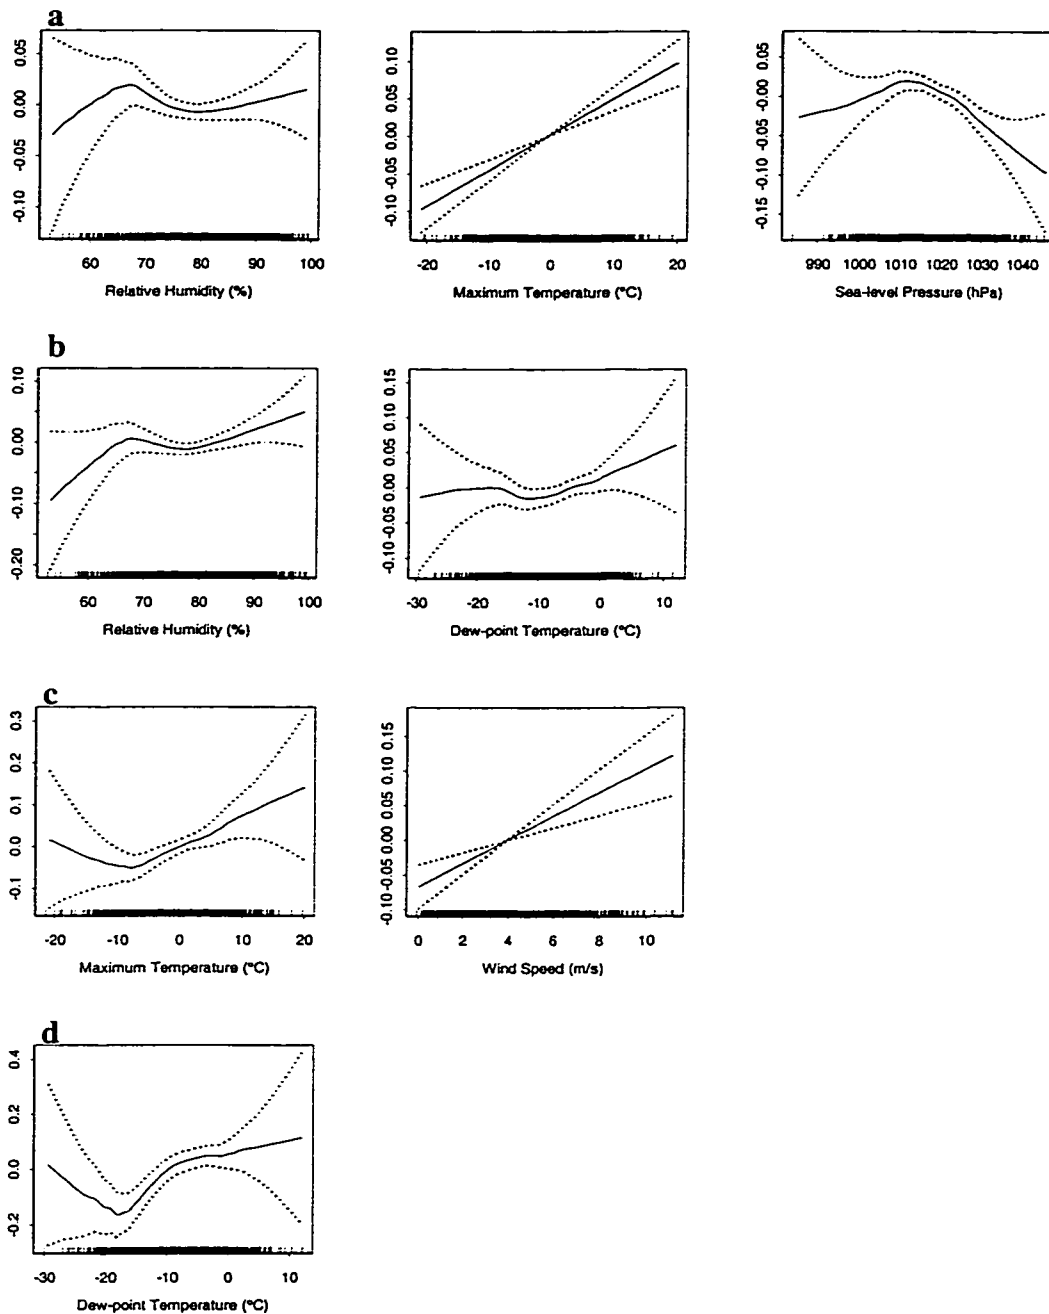 a
0.05
0.00
-0.05
-0.10
60 70 80 90 100
Relative Humidity (%)
0.10
0.05
0.00
-0.05
-0.10
-20 -10 0 10 20
Maximum Temperature (°C)
0.05
-0.00
-0.05
-0.10
-0.15
990 1000 1010 1020 1030 1040
Sea-level Pressure (hPa)
b
0.10
0.00
-0.10
-0.20
60 70 80 90 100
Relative Humidity (%)
0.15
0.10
0.05
0.00
-0.05
-0.10
-30 -20 -10 0 10
Dew-point Temperature (°C)
c
0.3
0.2
0.1
0.0
-0.1
-20 -10 0 10 20
Maximum Temperature (°C)
0.15
0.10
0.05
0.00
-0.05
-0.10
0 2 4 6 8 10
Wind Speed (m/s)
d
0.4
0.2
0.0
-0.2
-30 -20 -10 0 10
Dew-point Temperature (°C)